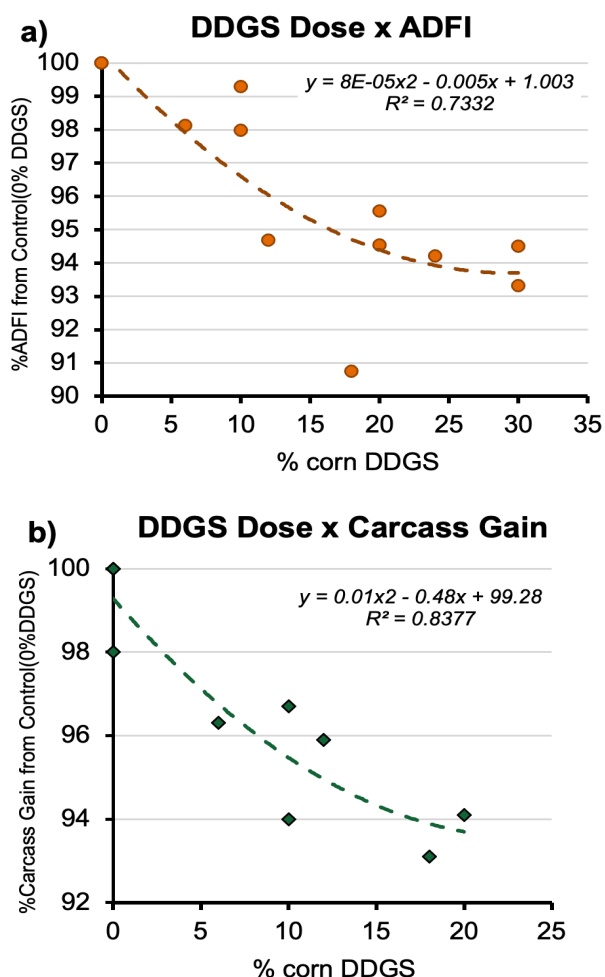 a)
DDGS Dose x ADFI
%ADFI from Control(0% DDGS)
100
99
98
97
96
95
94
93
92
91
90
y = 8E-05x2 - 0.005x + 1.003
R² = 0.7332
0 5 10 15 20 25 30 35
% corn DDGS
b)
DDGS Dose x Carcass Gain
%Carcass Gain from Control(0%DDGS)
100
98
96
94
92
y = 0.01x2 - 0.48x + 99.28
R² = 0.8377
0 5 10 15 20 25
% corn DDGS